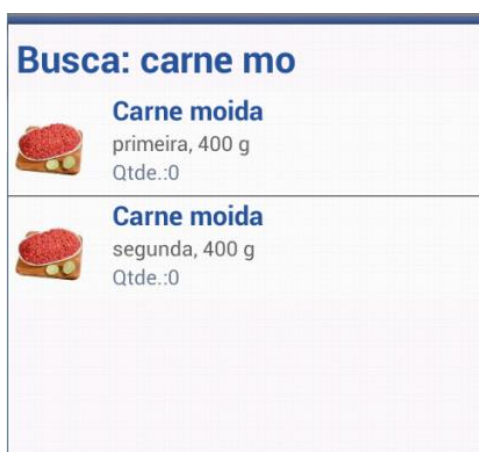 Busca: carne mo
Carne moida
primeira, 400 g
Qtde.:0
Carne moida
segunda, 400 g
Qtde.:0